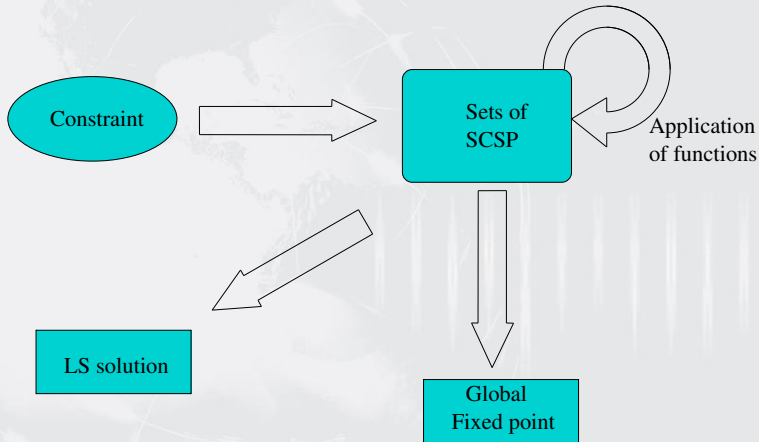 Constraint
Sets of
SCSP
Application
of functions
LS solution
Global
Fixed point